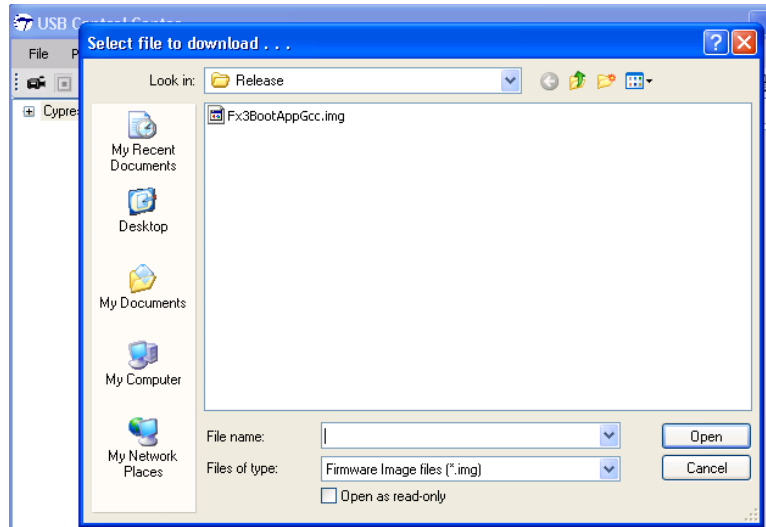 USB Control Center
File P
Select file to download . . .
Look in: Release
Cypres
Fx3BootAppGcc.img
My Recent
Documents
Desktop
My Documents
My Computer
My Network
Places
File name:
Open
Files of type: Firmware Image files (*.img)
Cancel
Open as read-only